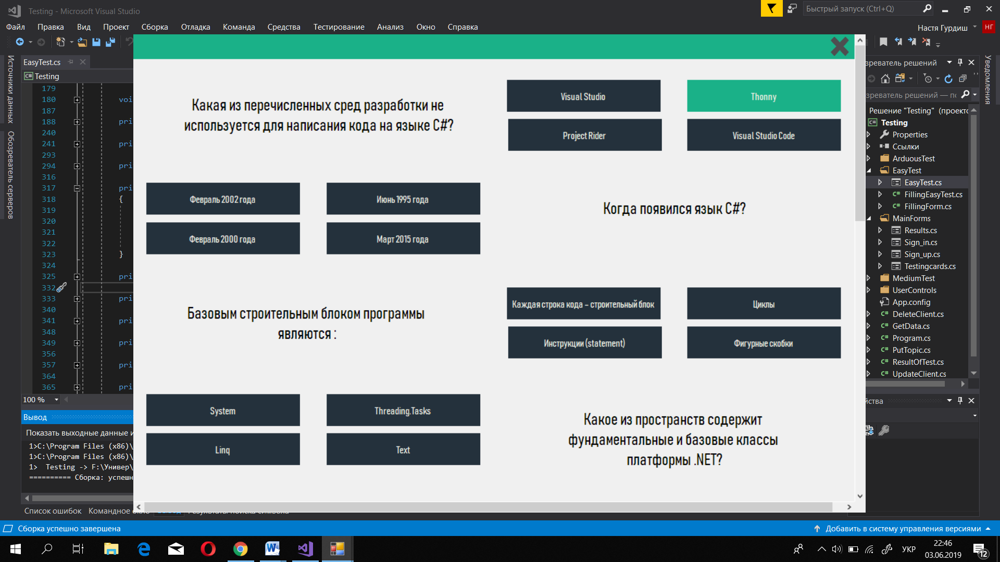 Testing - Microsoft Visual Studio
Быстрый запуск (Ctrl+Q)
Файл Правка Вид Проект Сборка Отладка Команда Средства Тестирование Анализ Окно Справка
Настя Гурдиш
НГ
Источники данных
Обозреватель серверов
EasyTest.cs
C# Testing
179
180 voi
187
188 pri
240
241 pri
293
294 pri
316
317 pri
318 {
319
320
321
322
323 }
324
325 pri
332
333 pri
340
341 pri
348
349 pri
356
357 pri
364
365 pri
100 %
Вывод
Показать выходные данные и
1>C:\Program Files (x86)\
1>C:\Program Files (x86)\
1> Testing -> F:\Универ\
========== Сборка: успешн
Список ошибок Командное окно Вывод Результаты поиска символа
Какая из перечисленных сред разработки не
используется для написания кода на языке C#?
Visual Studio
Thonny
Project Rider
Visual Studio Code
Февраль 2002 года
Июнь 1995 года
Февраль 2000 года
Март 2015 года
Когда появился язык C#?
Базовым строительным блоком программы
являются :
Каждая строка кода – строительный блок
Циклы
Инструкции (statement)
Фигурные скобки
System
Threading.Tasks
Linq
Text
Какое из пространств содержит
фундаментальные и базовые классы
платформы .NET?
зреватель решений
зреватель решений — по
Решение "Testing" (проекто
C# Testing
Properties
Ссылки
ArduousTest
EasyTest
EasyTest.cs
C# FillingEasyTest.cs
C# FillingForm.cs
MainForms
Results.cs
Sign_in.cs
Sign_up.cs
Testingcards.cs
MediumTest
UserControls
App.config
C# DeleteClient.cs
C# GetData.cs
C# Program.cs
C# PutTopic.cs
C# ResultOfTest.cs
C# UpdateClient.cs
йства
Уведомления
Сборка успешно завершена
Добавить в систему управления версиями
УКР
22:46
03.06.2019
12